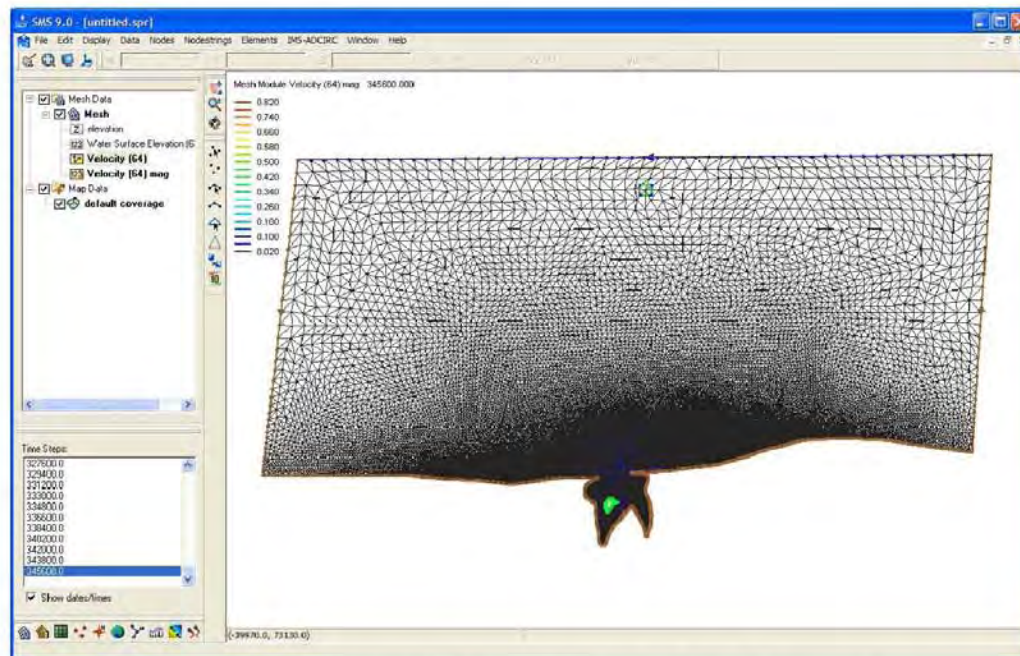 SMS 9.0 - [untitled.spr]
File Edit Display Data Nodes Nodestrings Elements IMS-ADCIRC Window Help
Mesh Data
Mesh
elevation
Water Surface Elevation (6
Velocity (64)
Velocity (64) mag
Map Data
default coverage
Mesh Module Velocity (64) mag 345600.000
0.820
0.740
0.660
0.580
0.500
0.420
0.340
0.260
0.100
0.100
0.020
Time Steps:
327600.0
329400.0
331200.0
333000.0
334800.0
336600.0
338400.0
340200.0
342000.0
343800.0
345600.0
Show dates/times
(-39970.0, 73130.0)